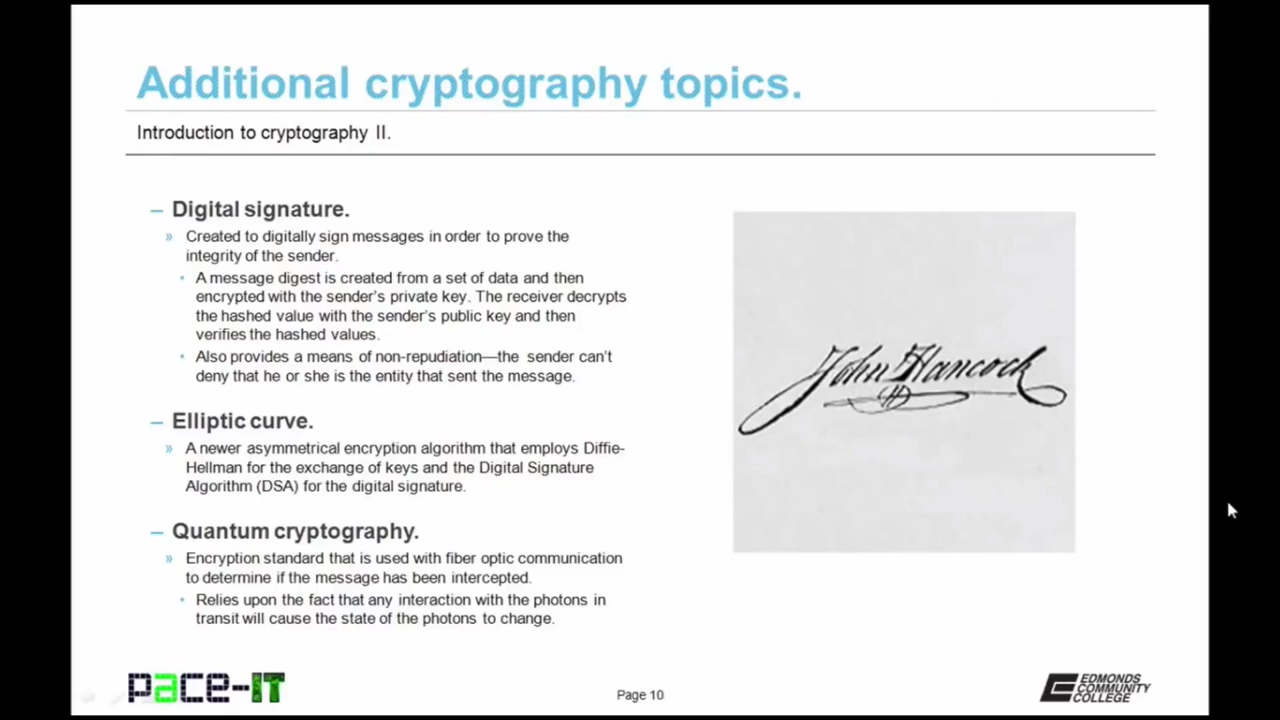 Additional cryptography topics.
Introduction to cryptography II.
– Digital signature.
» Created to digitally sign messages in order to prove the
integrity of the sender.
• A message digest is created from a set of data and then
encrypted with the sender's private key. The receiver decrypts
the hashed value with the sender's public key and then
verifies the hashed values.
• Also provides a means of non-repudiation—the sender can't
deny that he or she is the entity that sent the message.
– Elliptic curve.
» A newer asymmetrical encryption algorithm that employs Diffie-
Hellman for the exchange of keys and the Digital Signature
Algorithm (DSA) for the digital signature.
– Quantum cryptography.
» Encryption standard that is used with fiber optic communication
to determine if the message has been intercepted.
• Relies upon the fact that any interaction with the photons in
transit will cause the state of the photons to change.
John Hancock
pace-IT
Page 10
EDMONDS
COMMUNITY
COLLEGE